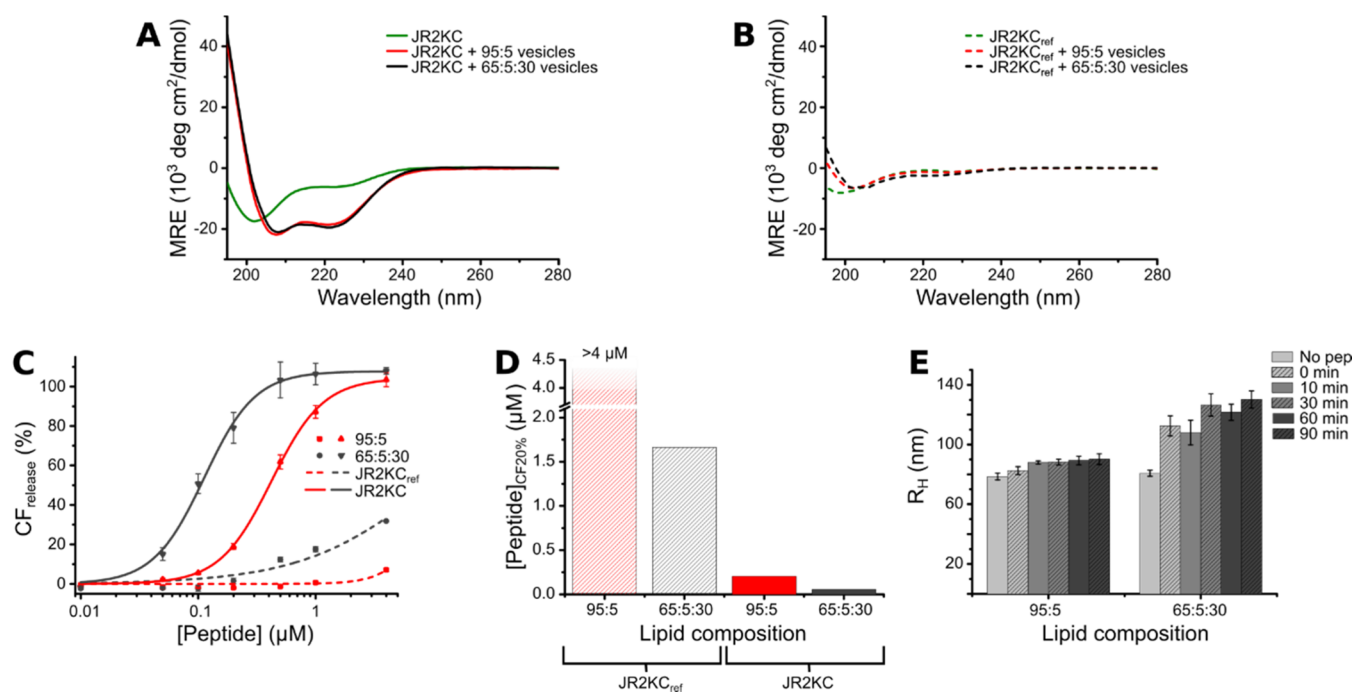 A
40
20
0
-20
MRE (10³ deg cm²/dmol)
JR2KC
JR2KC + 95:5 vesicles
JR2KC + 65:5:30 vesicles
200 220 240 260 280
Wavelength (nm)
B
40
20
0
-20
MRE (10³ deg cm²/dmol)
JR2KCref
JR2KCref + 95:5 vesicles
JR2KCref + 65:5:30 vesicles
200 220 240 260 280
Wavelength (nm)
C
100
80
60
40
20
0
CFrelease (%)
95:5
65:5:30
JR2KCref
JR2KC
0.01 0.1 1
[Peptide] (µM)
D
>4 µM
4.5
4.0
2.0
1.5
1.0
0.5
0.0
[Peptide]CF20% (µM)
95:5 65:5:30 95:5 65:5:30
Lipid composition
JR2KCref JR2KC
E
140
100
80
60
RH (nm)
No pep
0 min
10 min
30 min
60 min
90 min
95:5 65:5:30
Lipid composition